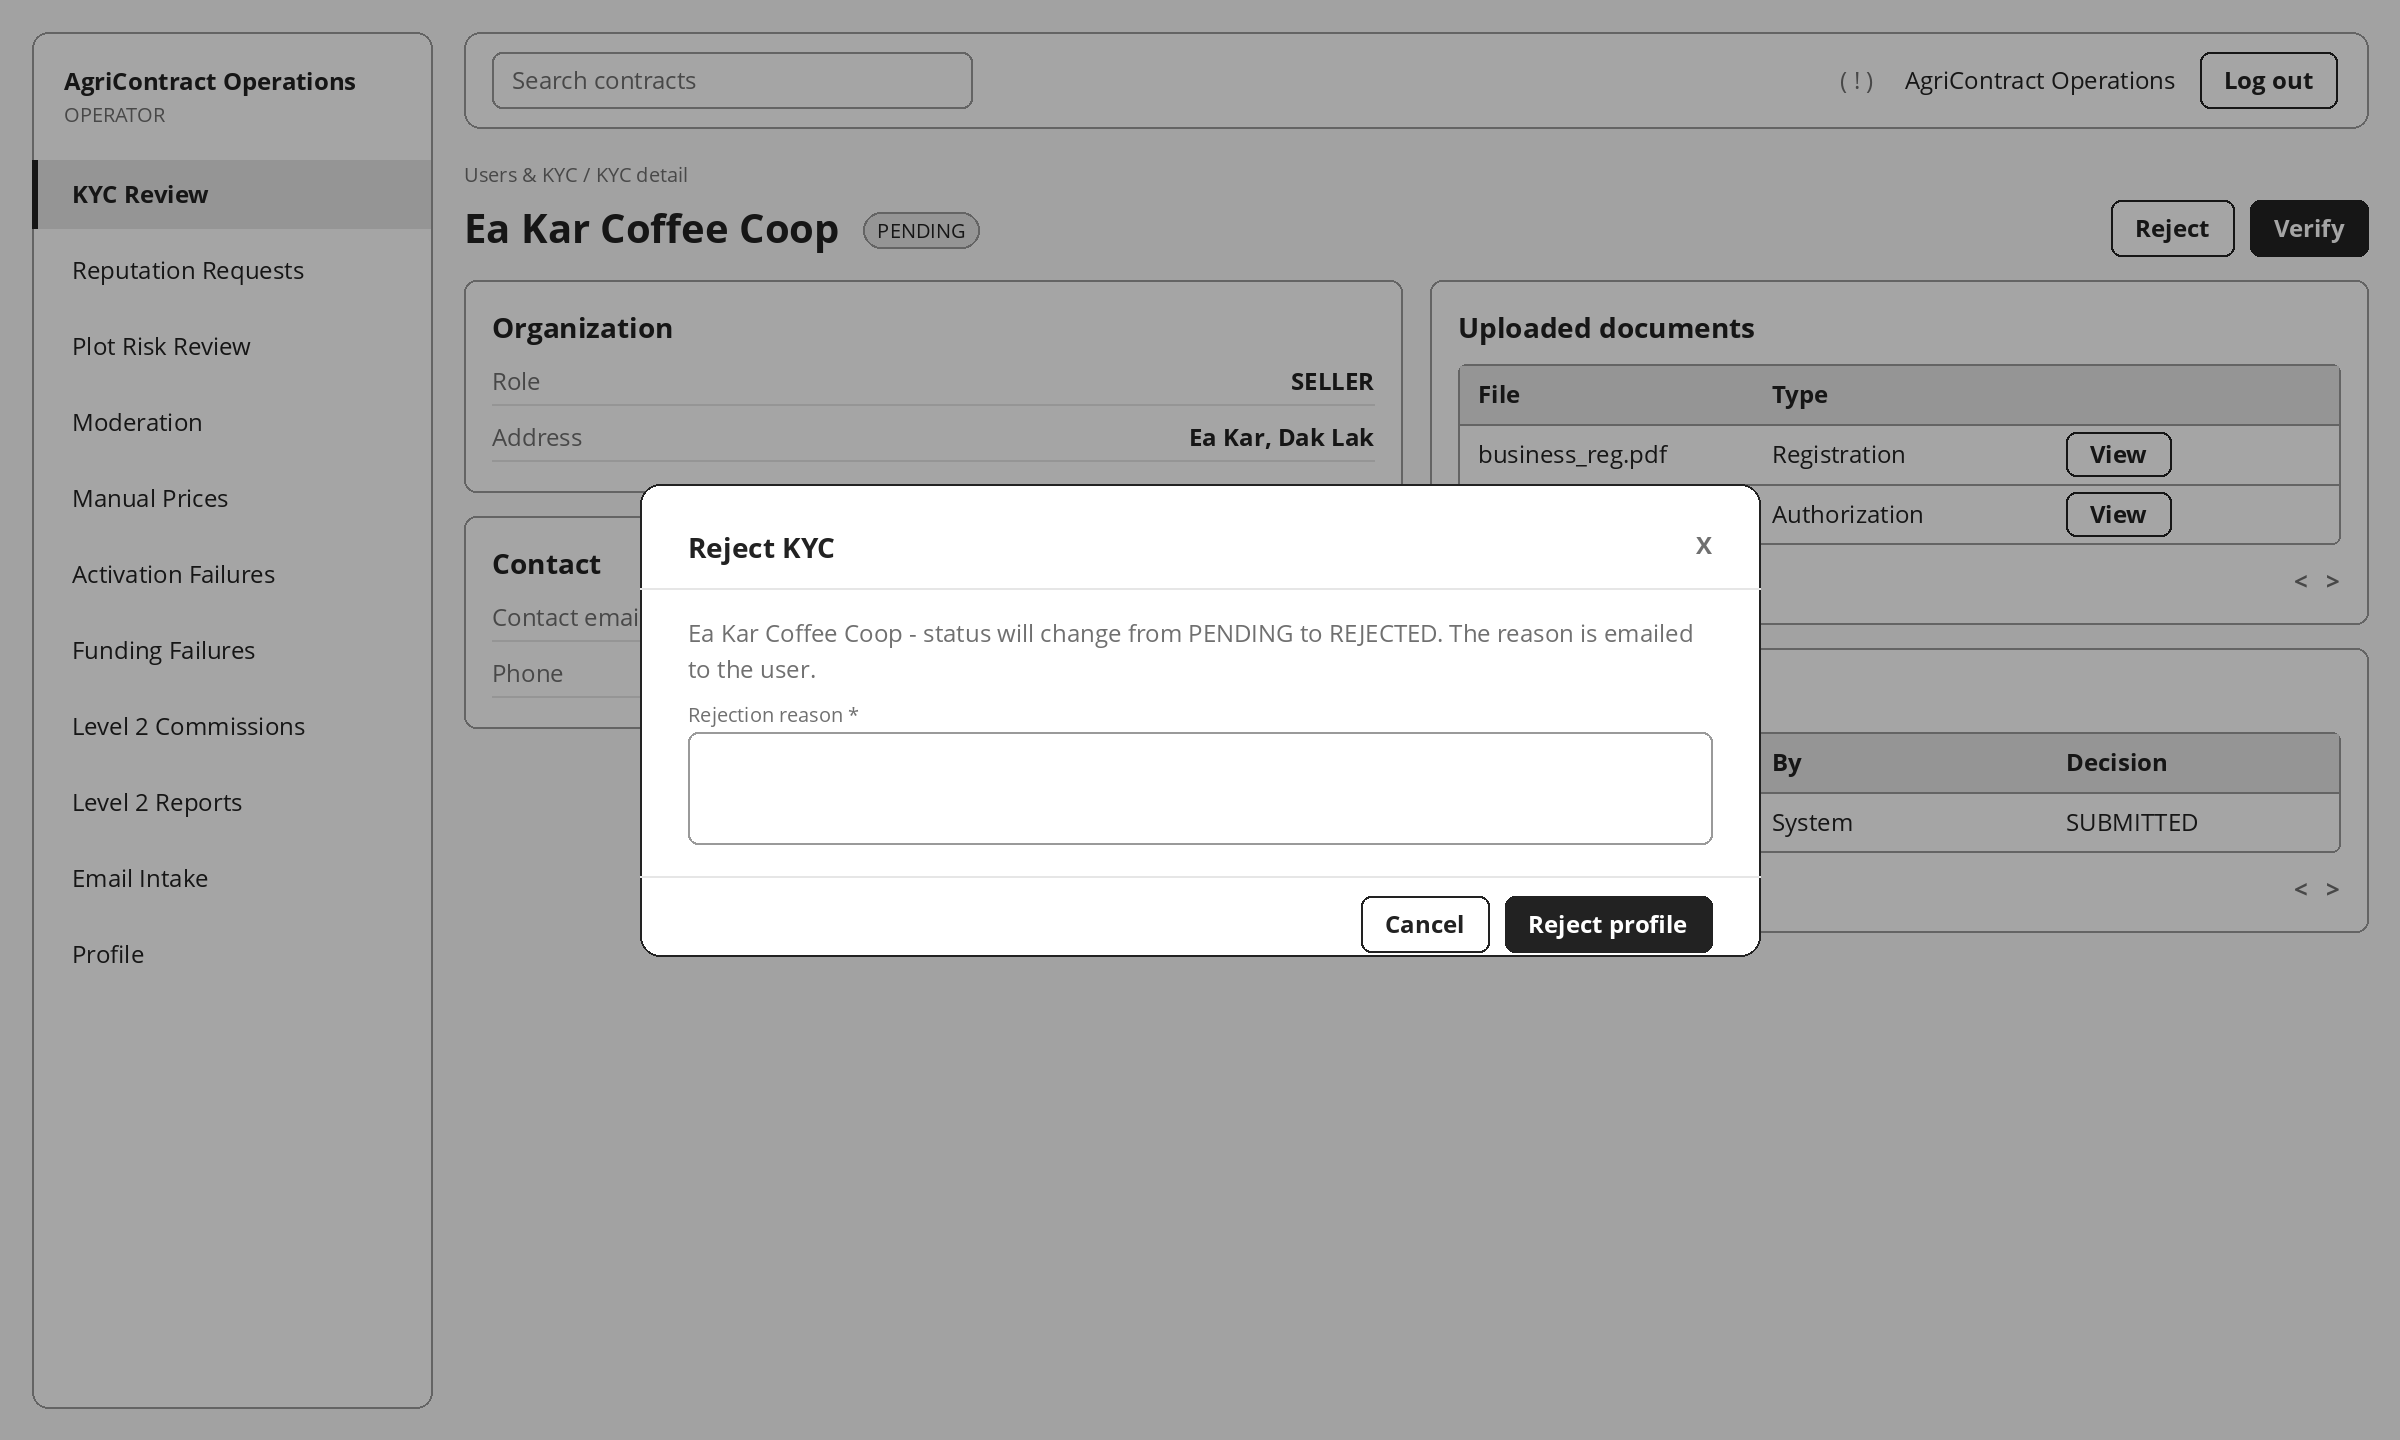 AgriContract Operations
OPERATOR
KYC Review
Reputation Requests
Plot Risk Review
Moderation
Manual Prices
Activation Failures
Funding Failures
Level 2 Commissions
Level 2 Reports
Email Intake
Profile
Search contracts
(!) AgriContract Operations Log out
Users & KYC / KYC detail
Ea Kar Coffee Coop PENDING
Reject Verify
Organization
Role SELLER
Address Ea Kar, Dak Lak
Contact
Contact emai
Phone
Uploaded documents
File Type
business_reg.pdf Registration View
Authorization View
< >
By Decision
System SUBMITTED
< >
Reject KYC X
Ea Kar Coffee Coop - status will change from PENDING to REJECTED. The reason is emailed
to the user.
Rejection reason *
Cancel Reject profile